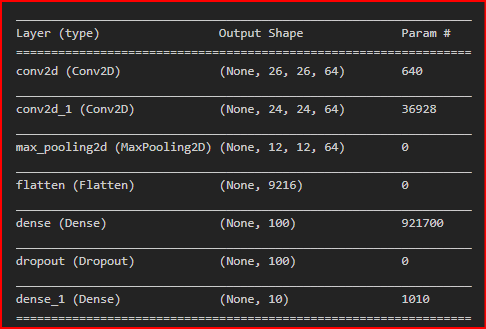 Layer (type) Output Shape Param #
=================================================================
conv2d (Conv2D) (None, 26, 26, 64) 640
conv2d_1 (Conv2D) (None, 24, 24, 64) 36928
max_pooling2d (MaxPooling2D) (None, 12, 12, 64) 0
flatten (Flatten) (None, 9216) 0
dense (Dense) (None, 100) 921700
dropout (Dropout) (None, 100) 0
dense_1 (Dense) (None, 10) 1010
=================================================================